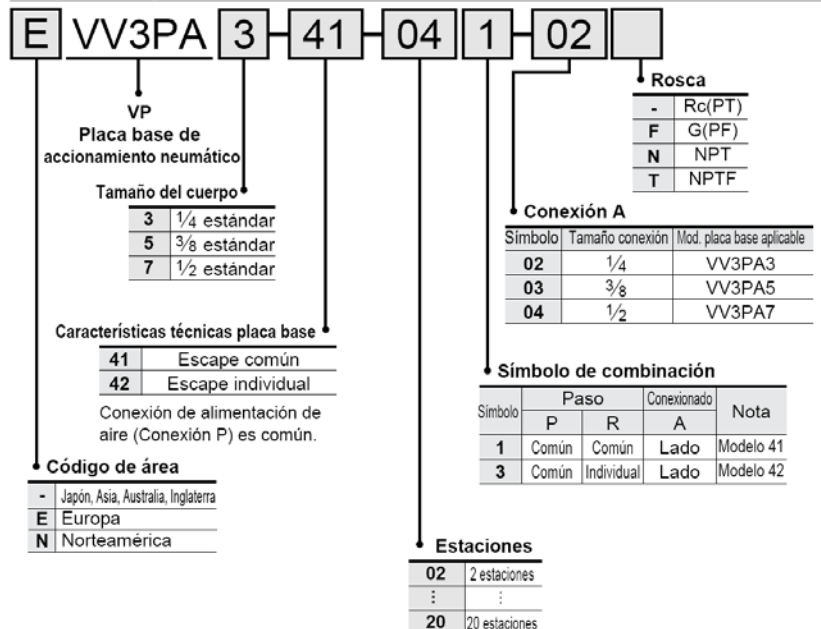 E VV3PA 3 - 41 - 04 1 - 02
Rosca
- Rc(PT)
F G(PF)
N NPT
T NPTF
VP
Placa base de
accionamiento neumático
Tamaño del cuerpo
3 1/4 estándar
5 3/8 estándar
7 1/2 estándar
Conexión A
Símbolo Tamaño conexión Mod. placa base aplicable
02 1/4 VV3PA3
03 3/8 VV3PA5
04 1/2 VV3PA7
Características técnicas placa base
41 Escape común
42 Escape individual
Conexión de alimentación de
aire (Conexión P) es común.
Símbolo de combinación
Símbolo Paso Conexionado Nota
P R A
1 Común Común Lado Modelo 41
3 Común Individual Lado Modelo 42
Código de área
- Japón, Asia, Australia, Inglaterra
E Europa
N Norteamérica
Estaciones
02 2 estaciones
⋮ ⋮
20 20 estaciones